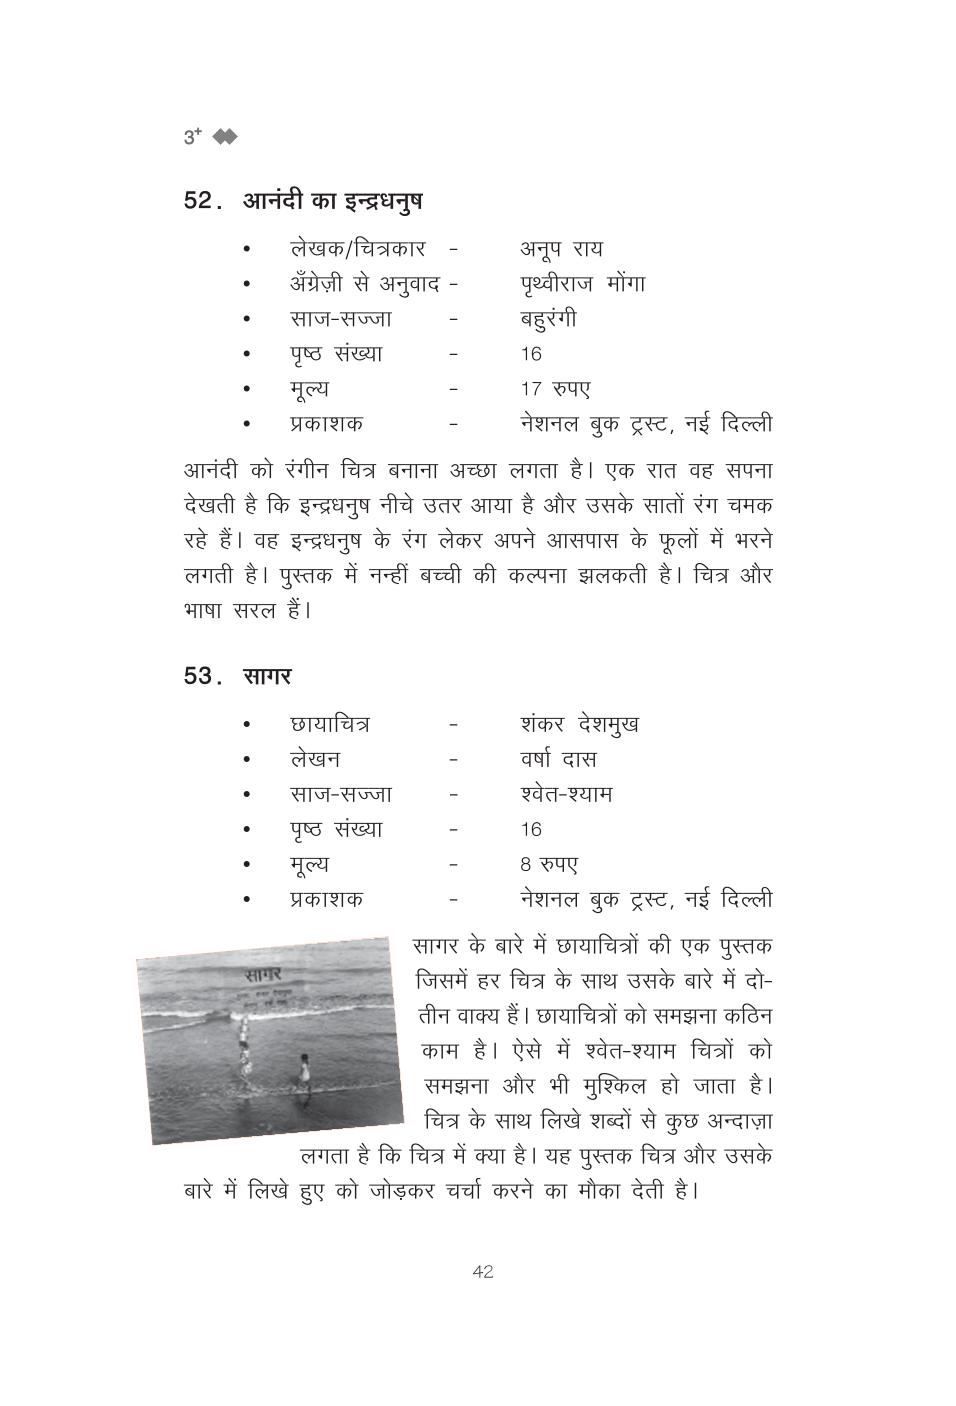 3+
52. आनंदी का इन्द्रधनुष
• लेखक/चित्रकार - अनूप राय
• अँग्रेज़ी से अनुवाद - पृथ्वीराज मोंगा
• साज-सज्जा - बहुरंगी
• पृष्ठ संख्या - 16
• मूल्य - 17 रुपए
• प्रकाशक - नेशनल बुक ट्रस्ट, नई दिल्ली
आनंदी को रंगीन चित्र बनाना अच्छा लगता है। एक रात वह सपना
देखती है कि इन्द्रधनुष नीचे उतर आया है और उसके सातों रंग चमक
रहे हैं। वह इन्द्रधनुष के रंग लेकर अपने आसपास के फूलों में भरने
लगती है। पुस्तक में नन्हीं बच्ची की कल्पना झलकती है। चित्र और
भाषा सरल हैं।
53. सागर
• छायाचित्र - शंकर देशमुख
• लेखन - वर्षा दास
• साज-सज्जा - श्वेत-श्याम
• पृष्ठ संख्या - 16
• मूल्य - 8 रुपए
• प्रकाशक - नेशनल बुक ट्रस्ट, नई दिल्ली
सागर
सागर के बारे में छायाचित्रों की एक पुस्तक
जिसमें हर चित्र के साथ उसके बारे में दो-
तीन वाक्य हैं। छायाचित्रों को समझना कठिन
काम है। ऐसे में श्वेत-श्याम चित्रों को
समझना और भी मुश्किल हो जाता है।
चित्र के साथ लिखे शब्दों से कुछ अन्दाज़ा
लगता है कि चित्र में क्या है। यह पुस्तक चित्र और उसके
बारे में लिखे हुए को जोड़कर चर्चा करने का मौका देती है।
42